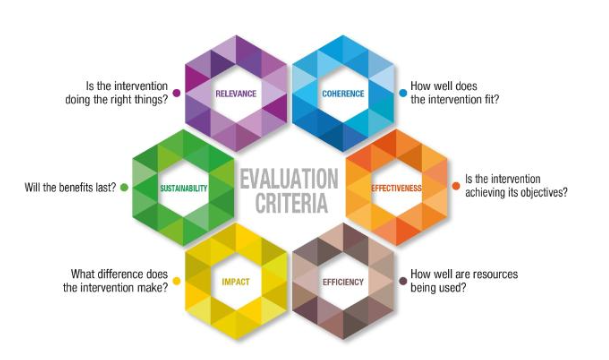 Is the intervention
doing the right things?
RELEVANCE
COHERENCE
How well does
the intervention fit?
Will the benefits last?
SUSTAINABILITY
EVALUATION
CRITERIA
EFFECTIVENESS
Is the intervention
achieving its objectives?
What difference does
the intervention make?
IMPACT
EFFICIENCY
How well are resources
being used?